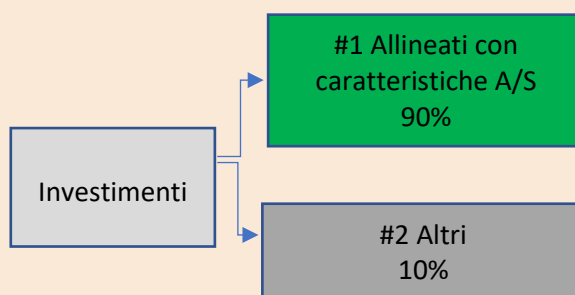 #1 Allineati con
caratteristiche A/S
90%
Investimenti
#2 Altri
10%